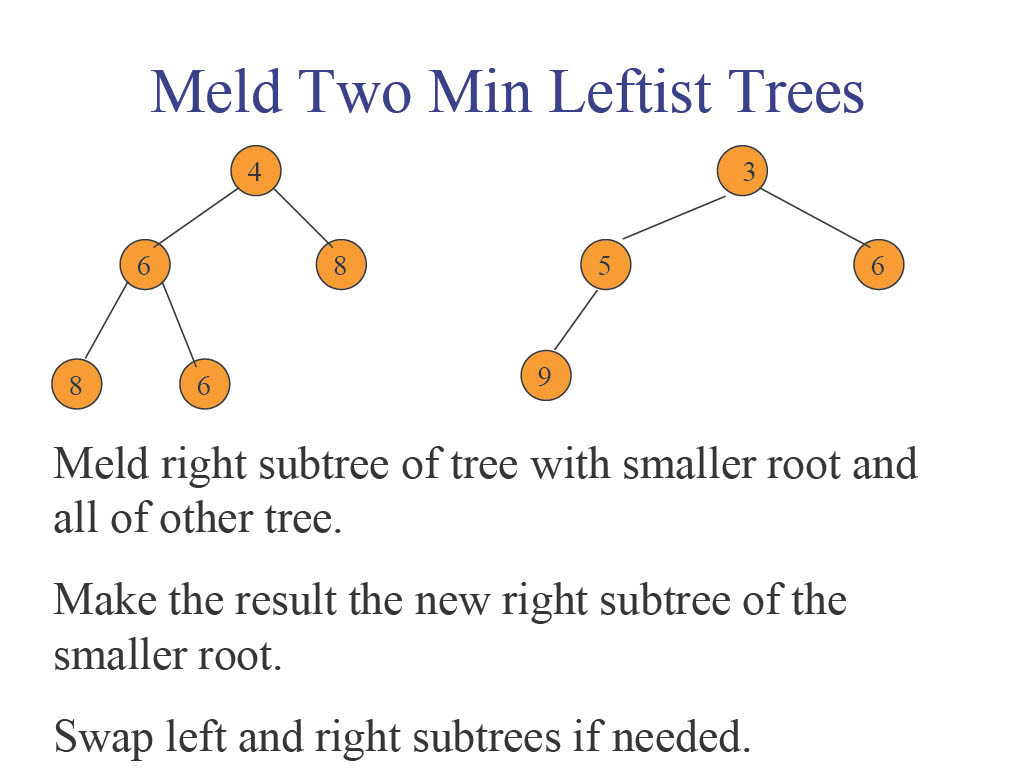 Meld Two Min Leftist Trees
4
3
6
8
5
6
8
6
9
Meld right subtree of tree with smaller root and
all of other tree.
Make the result the new right subtree of the
smaller root.
Swap left and right subtrees if needed.